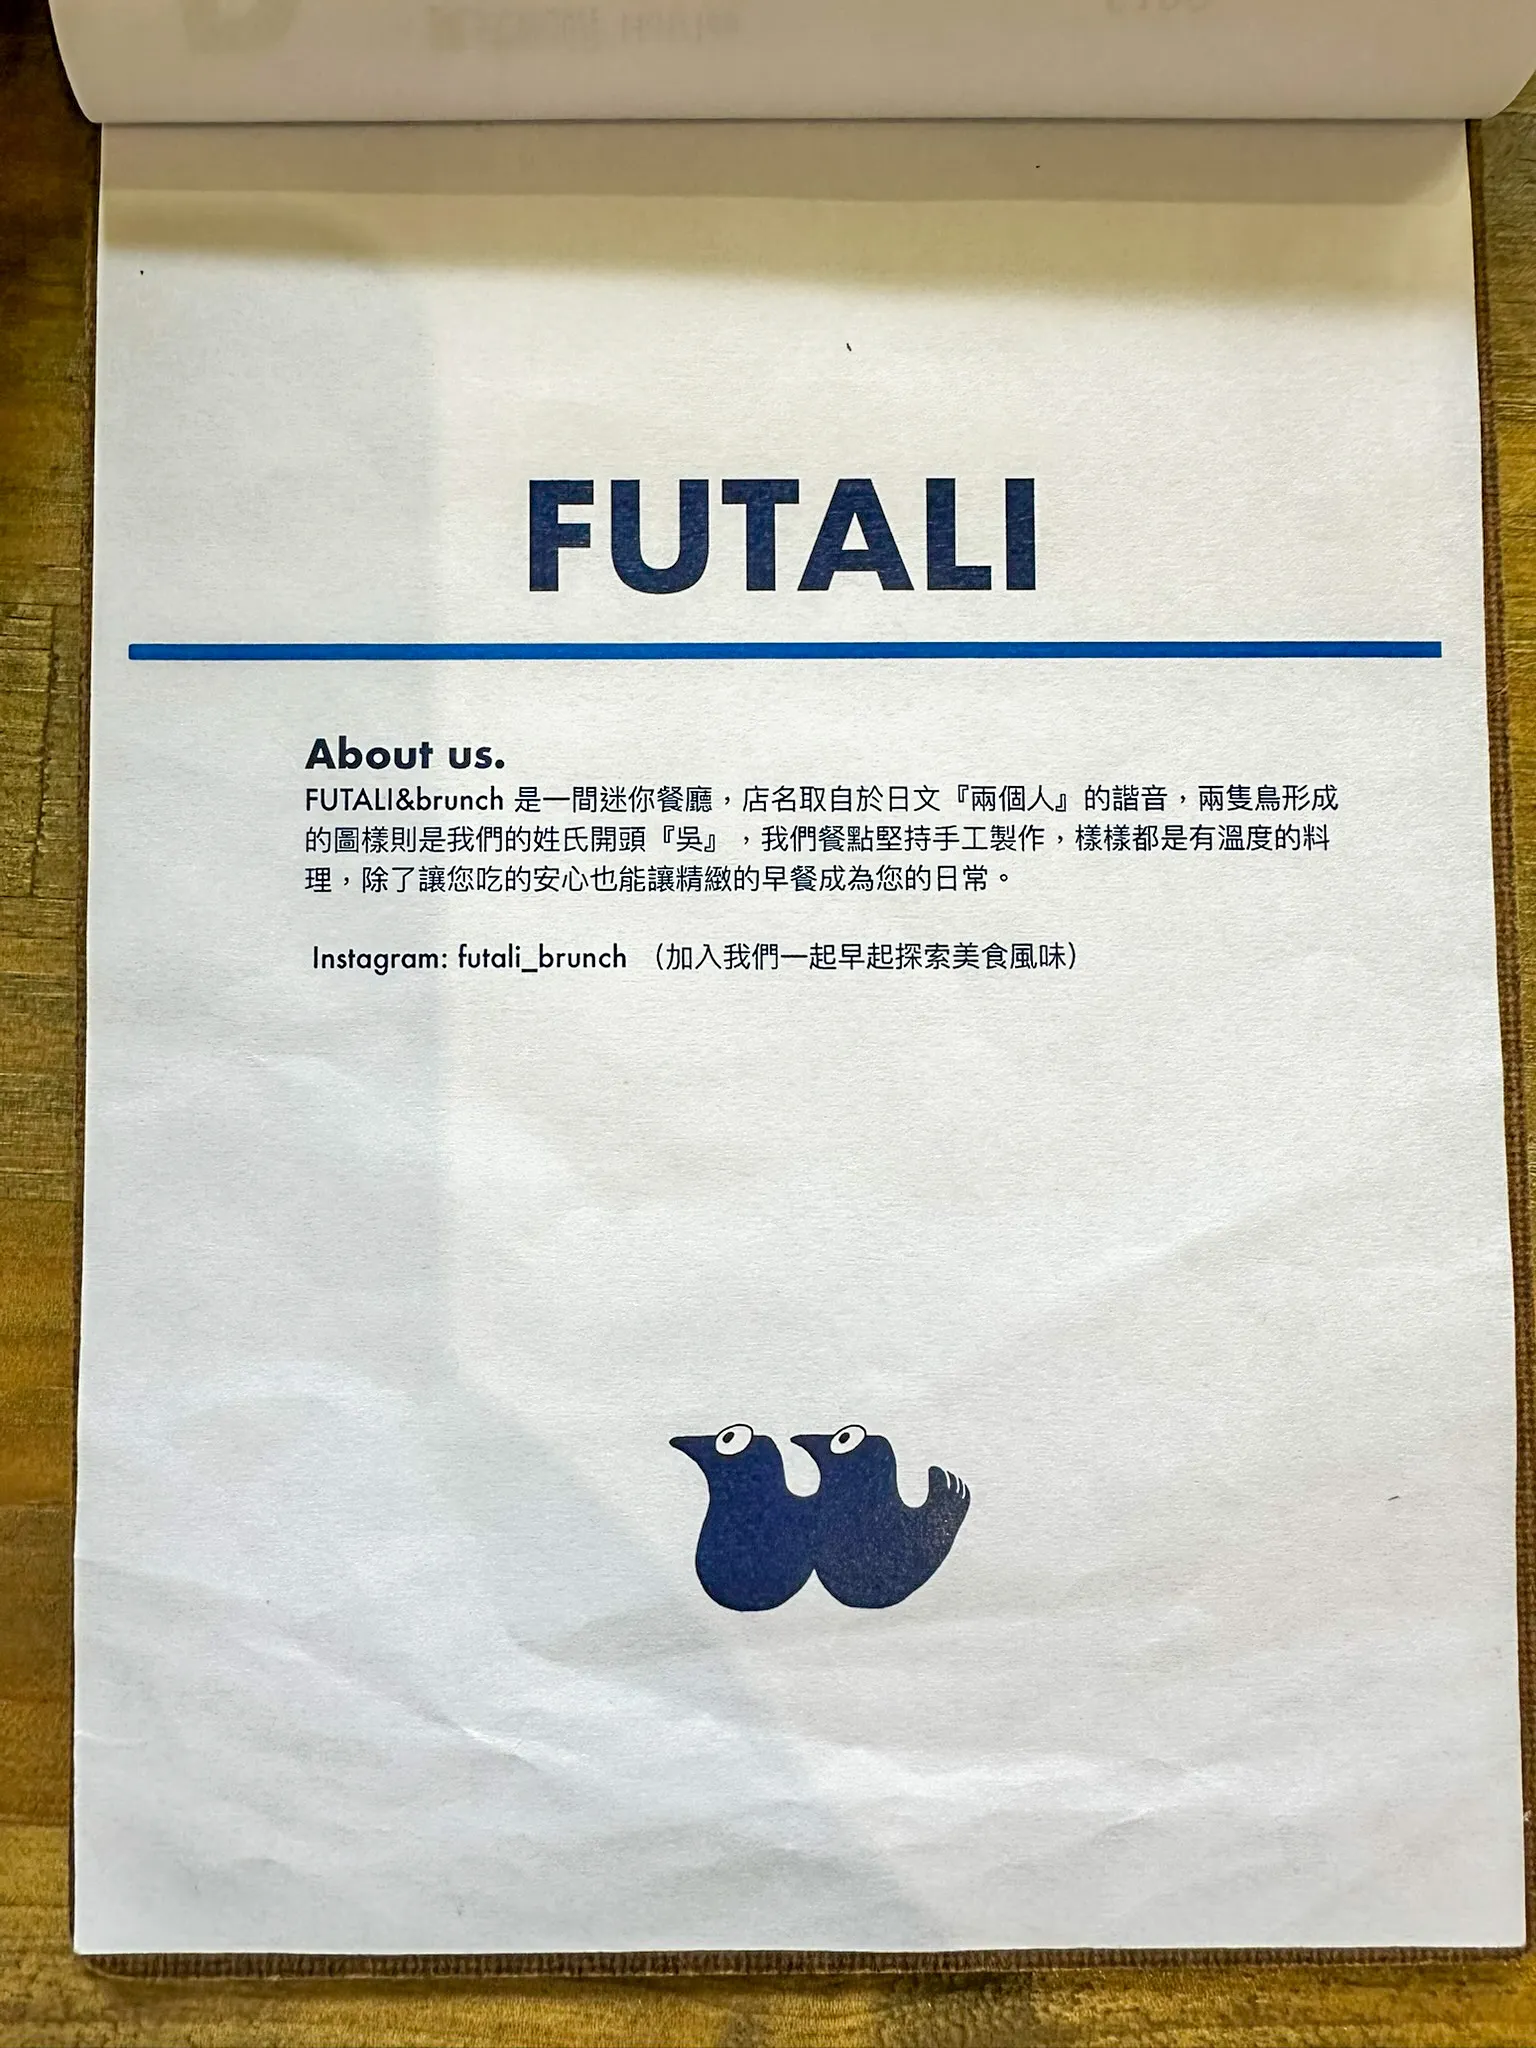 FUTALI
About us.
FUTALI&brunch 是一間迷你餐廳，店名取自於日文『兩個人』的諧音，兩隻鳥形成
的圖樣則是我們的姓氏開頭『吳』，我們餐點堅持手工製作，樣樣都是有溫度的料
理，除了讓您吃的安心也能讓精緻的早餐成為您的日常。
Instagram: futali_brunch （加入我們一起早起探索美食風味）